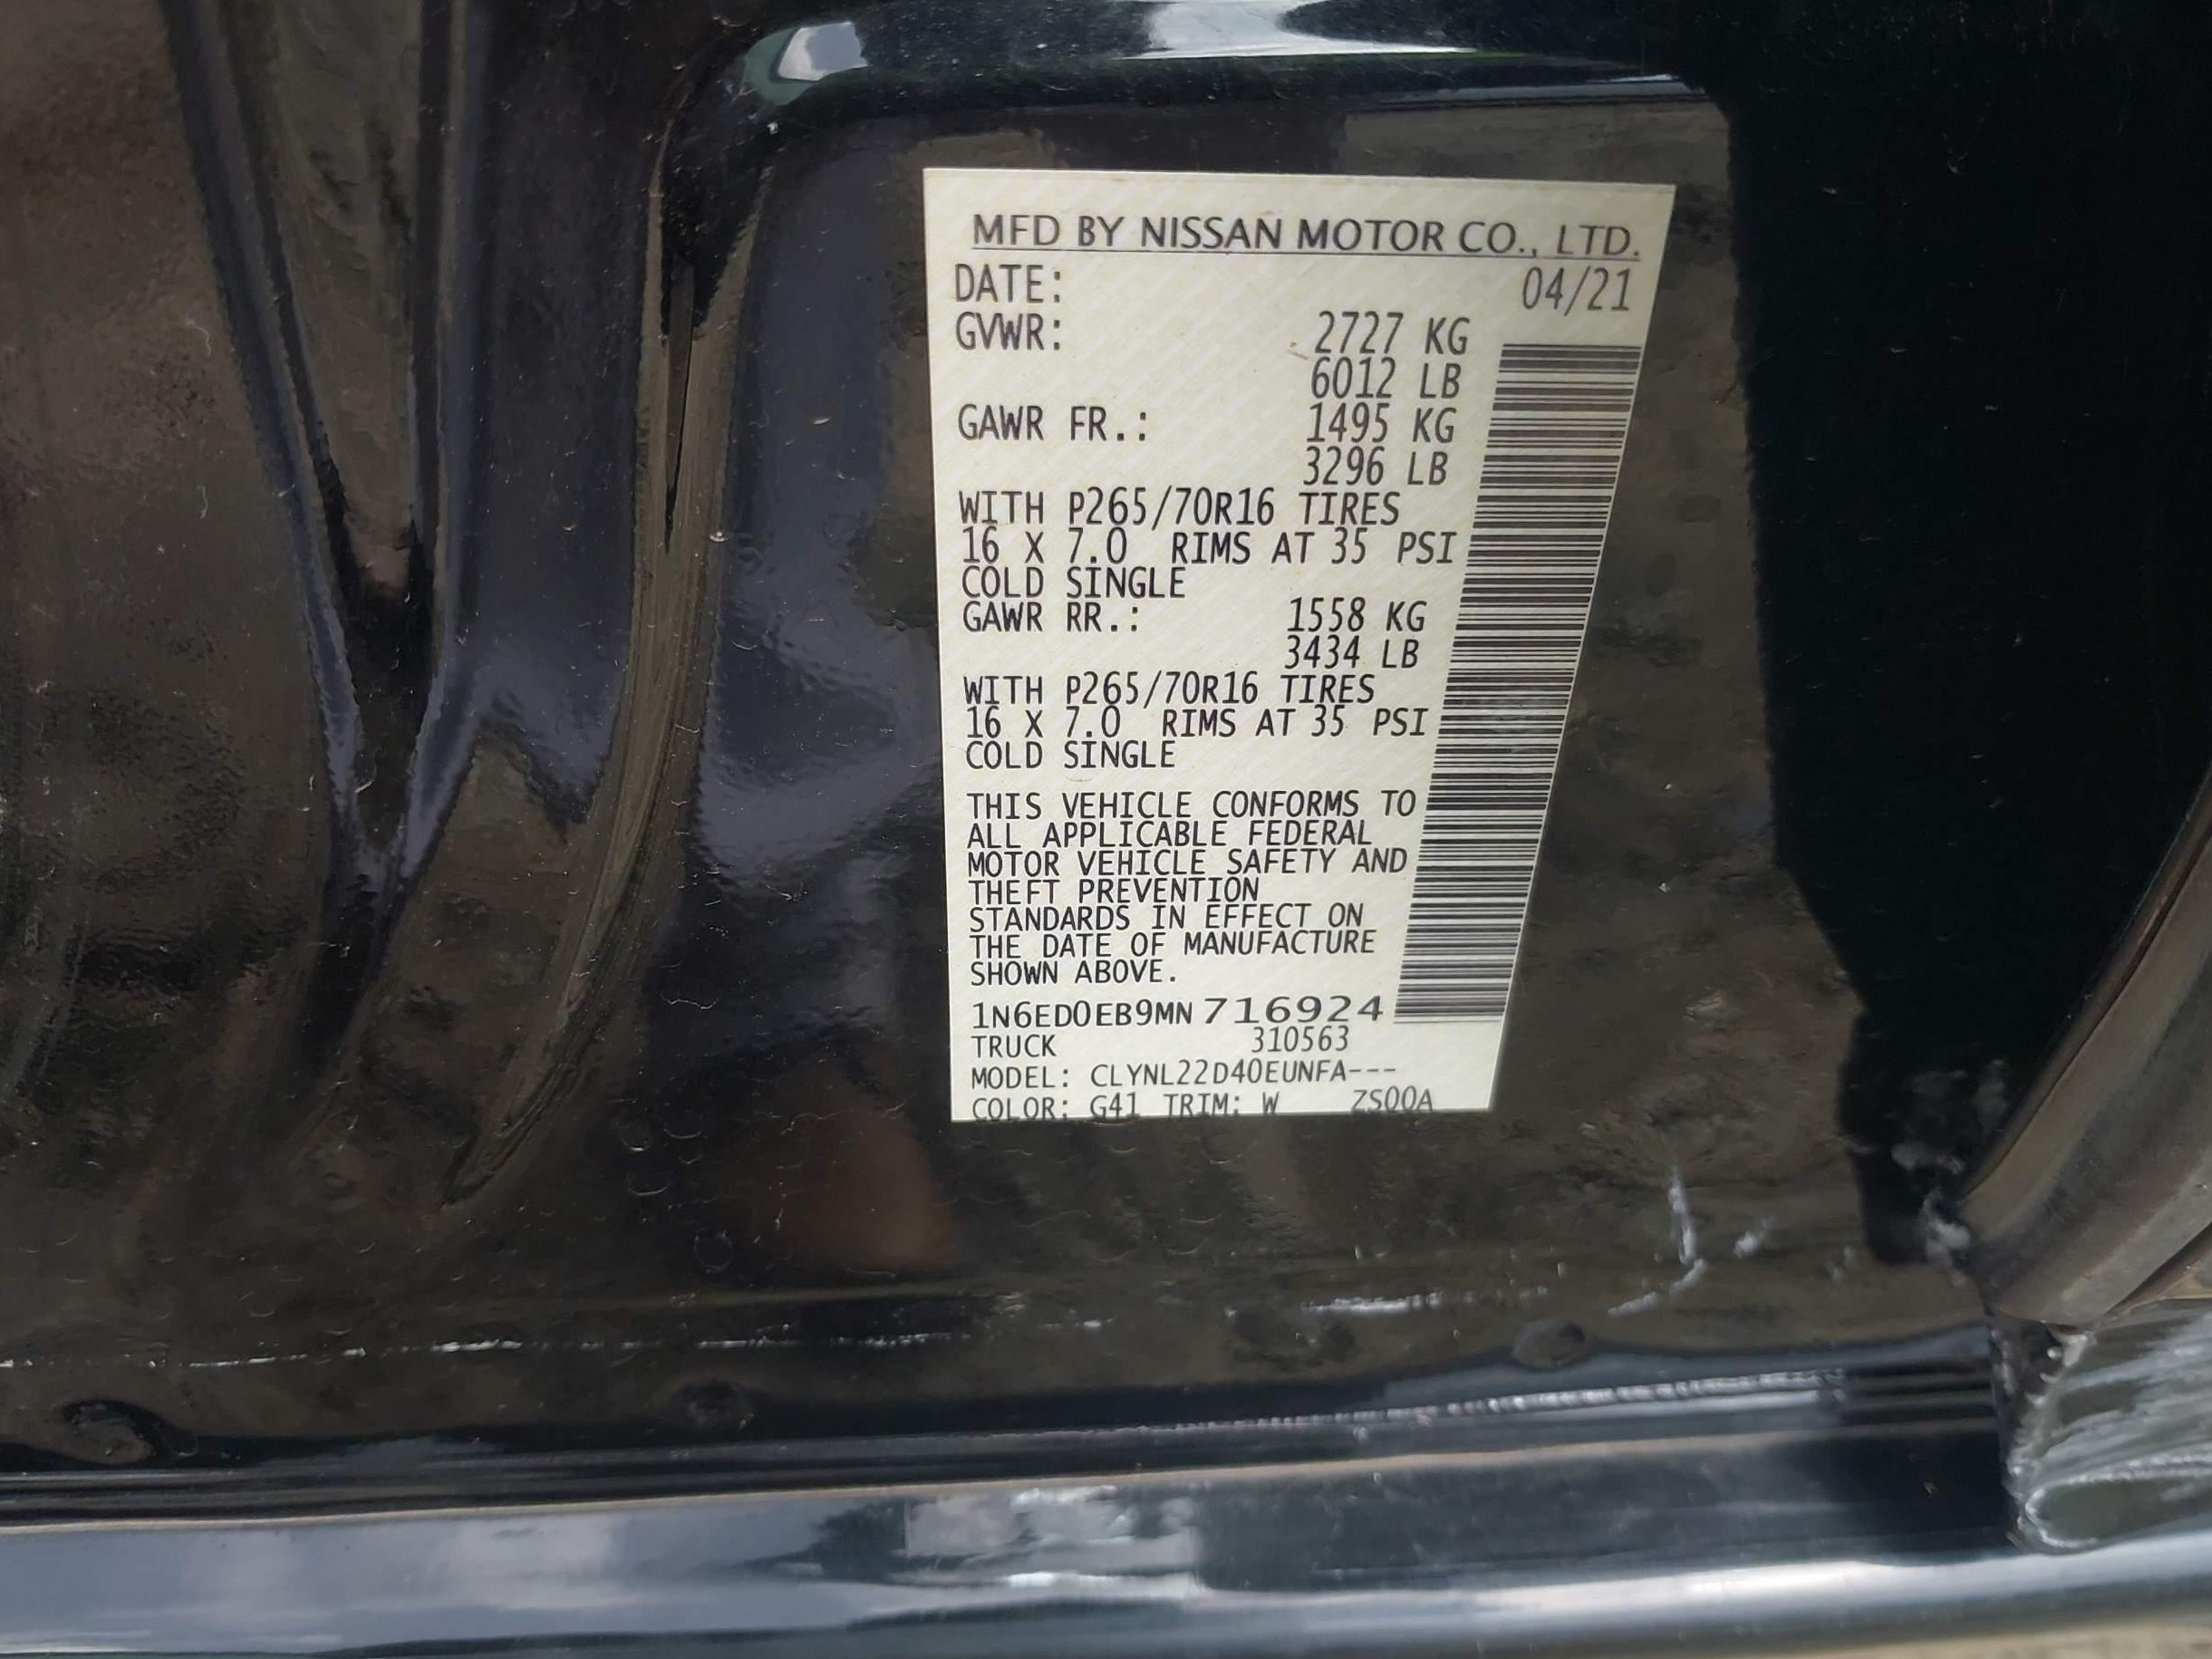 MFD BY NISSAN MOTOR CO., LTD.
DATE: 04/21
GVWR: 2727 KG
6012 LB
GAWR FR.: 1495 KG
3296 LB
WITH P265/70R16 TIRES
16 X 7.0 RIMS AT 35 PSI
COLD SINGLE
GAWR RR.: 1558 KG
3434 LB
WITH P265/70R16 TIRES
16 X 7.0 RIMS AT 35 PSI
COLD SINGLE
THIS VEHICLE CONFORMS TO
ALL APPLICABLE FEDERAL
MOTOR VEHICLE SAFETY AND
THEFT PREVENTION
STANDARDS IN EFFECT ON
THE DATE OF MANUFACTURE
SHOWN ABOVE.
1N6ED0EB9MN716924
TRUCK 310563
MODEL: CLYNL22D40EUNFA---
COLOR: G41 TRIM: W ZS00A